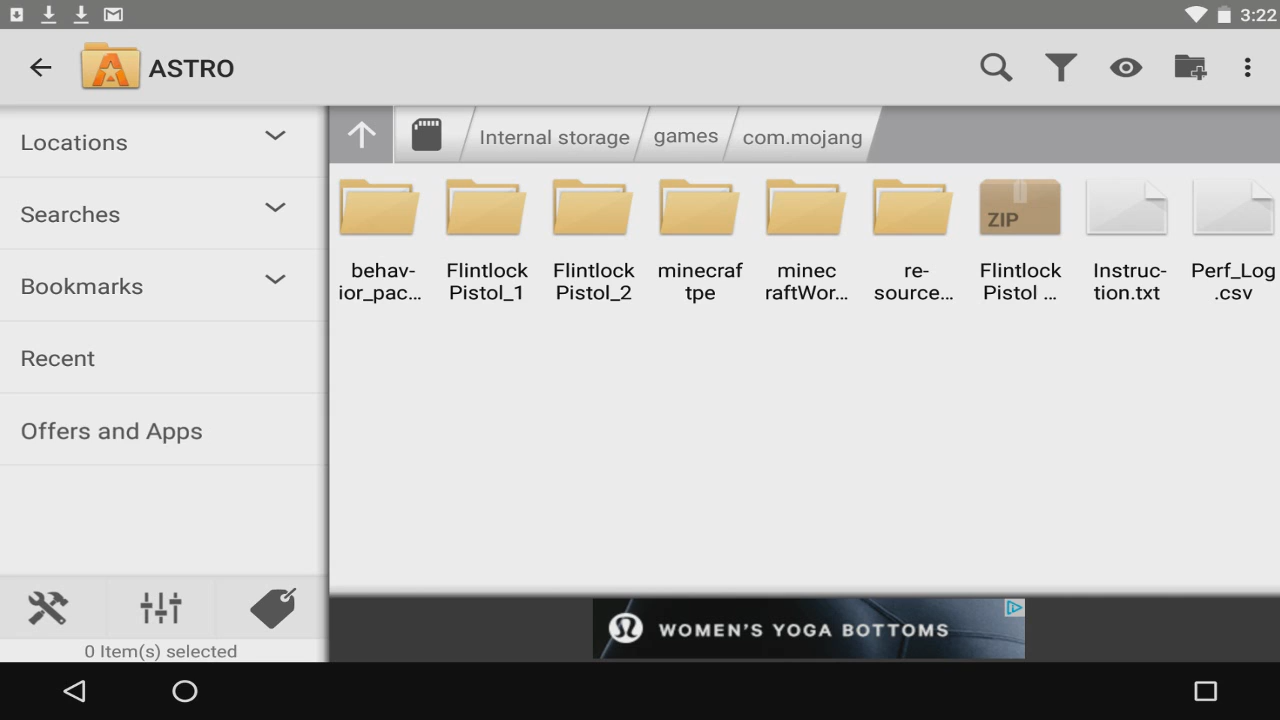 3:22
ASTRO
Locations
Searches
Bookmarks
Recent
Offers and Apps
0 Item(s) selected
Internal storage
games
com.mojang
behav-
ior_pac...
Flintlock
Pistol_1
Flintlock
Pistol_2
minecraf
tpe
minec
raftWor...
re-
source...
ZIP
Flintlock
Pistol ...
Instruc-
tion.txt
Perf_Log
.csv
WOMEN'S YOGA BOTTOMS